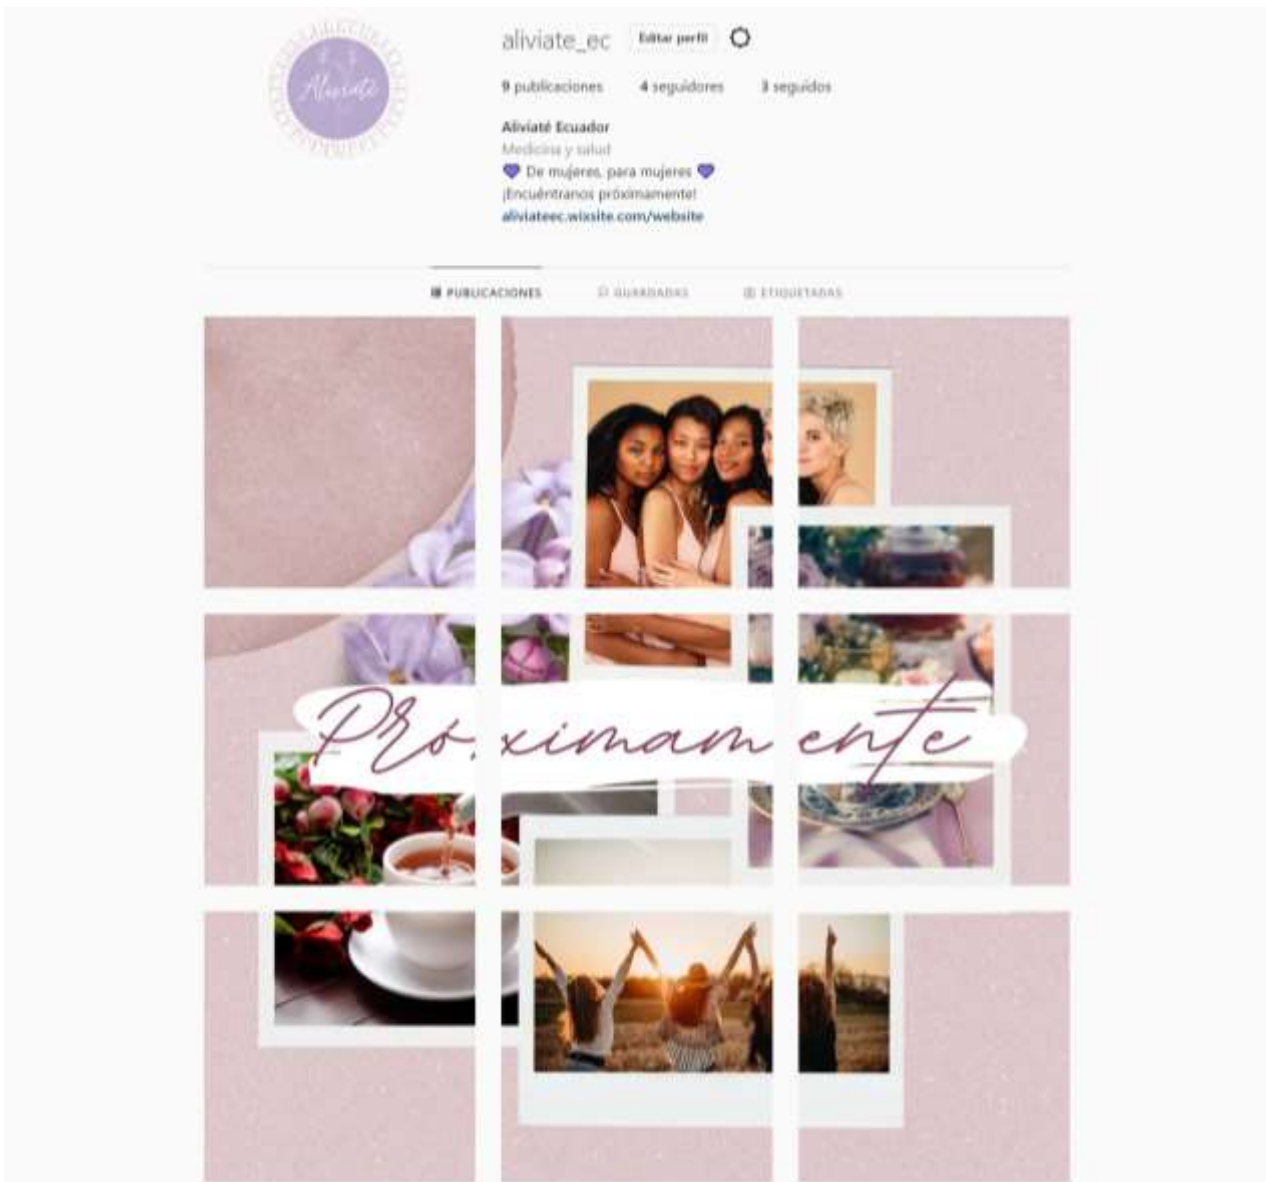 aliviate_ec Editar perfil
Aliviaté
9 publicaciones 4 seguidores 3 seguidos
Aliviaté Ecuador
Medicina y salud
💜 De mujeres, para mujeres 💜
¡Encuéntranos próximamente!
aliviateec.wixsite.com/website
PUBLICACIONES GUARDADAS ETIQUETADAS
Próximamente